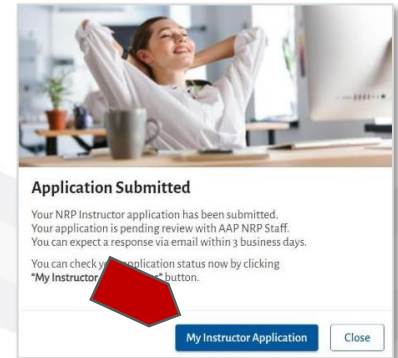 Application Submitted
Your NRP Instructor application has been submitted.
Your application is pending review with AAP NRP Staff.
You can expect a response via email within 3 business days.
You can check application status now by clicking
"My Instructor button.
My Instructor Application
Close